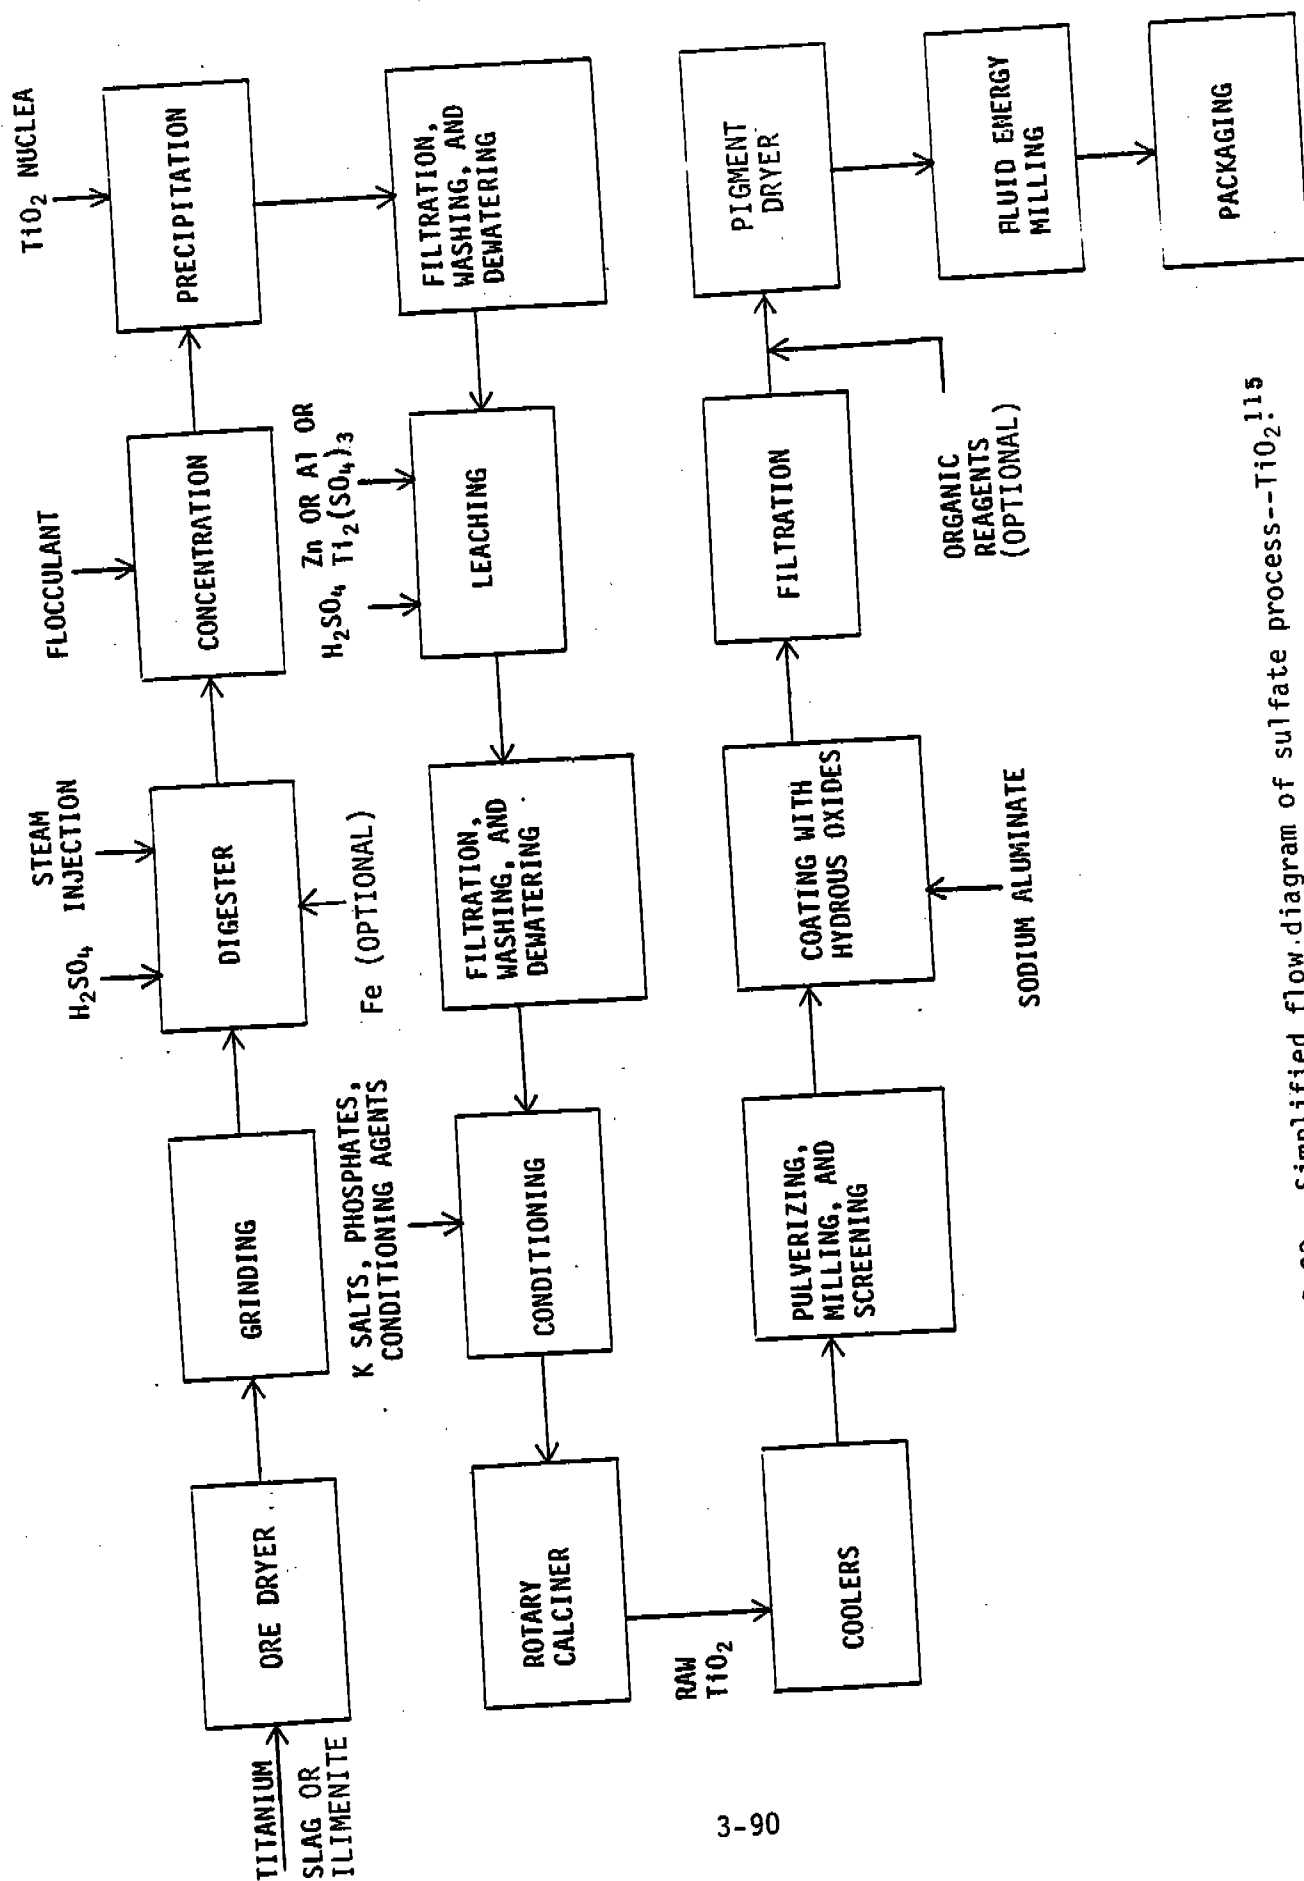 TITANIUM
SLAG OR
ILIMENITE
ORE DRYER
GRINDING
H₂SO₄
STEAM
INJECTION
DIGESTER
Fe (OPTIONAL)
FLOCCULANT
CONCENTRATION
TiO₂ NUCLEA
PRECIPITATION
FILTRATION,
WASHING, AND
DEWATERING
H₂SO₄
Zn OR Al OR
Ti₂(SO₄)₃
LEACHING
FILTRATION,
WASHING, AND
DEWATERING
K SALTS, PHOSPHATES,
CONDITIONING AGENTS
CONDITIONING
ROTARY
CALCINER
RAW
TiO₂
COOLERS
PULVERIZING,
MILLING, AND
SCREENING
COATING WITH
HYDROUS OXIDES
SODIUM ALUMINATE
FILTRATION
ORGANIC
REAGENTS
(OPTIONAL)
PIGMENT
DRYER
FLUID ENERGY
MILLING
PACKAGING
Simplified flow diagram of sulfate process--TiO₂.¹¹⁵
3-90